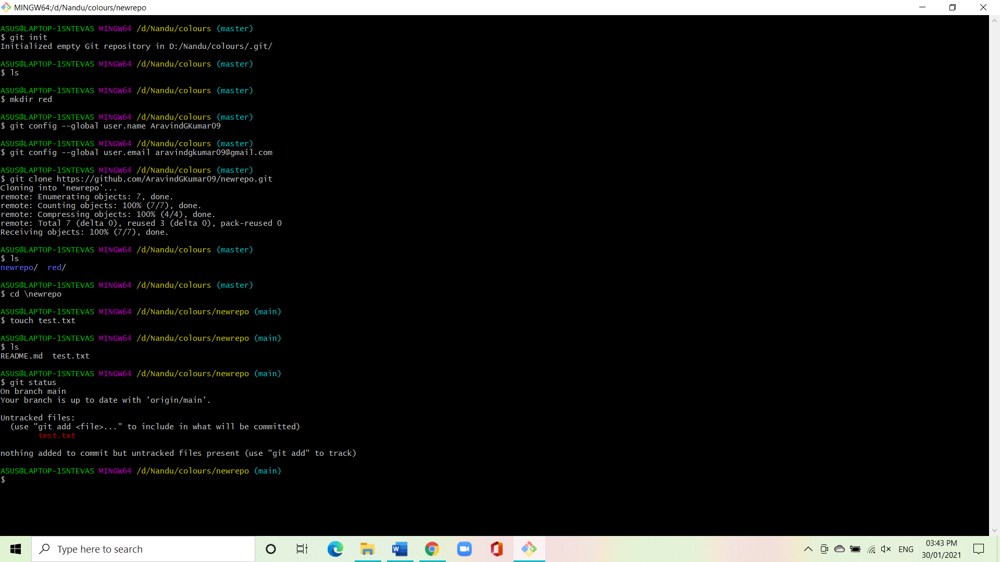 MINGW64:/d/Nandu/colours/newrepo
ASUS@LAPTOP-1SNTEVAS MINGW64 /d/Nandu/colours (master)
$ git init
Initialized empty Git repository in D:/Nandu/colours/.git/
ASUS@LAPTOP-1SNTEVAS MINGW64 /d/Nandu/colours (master)
$ ls
ASUS@LAPTOP-1SNTEVAS MINGW64 /d/Nandu/colours (master)
$ mkdir red
ASUS@LAPTOP-1SNTEVAS MINGW64 /d/Nandu/colours (master)
$ git config --global user.name AravindGKumar09
ASUS@LAPTOP-1SNTEVAS MINGW64 /d/Nandu/colours (master)
$ git config --global user.email aravindgkumar09@gmail.com
ASUS@LAPTOP-1SNTEVAS MINGW64 /d/Nandu/colours (master)
$ git clone https://github.com/AravindGKumar09/newrepo.git
Cloning into 'newrepo'...
remote: Enumerating objects: 7, done.
remote: Counting objects: 100% (7/7), done.
remote: Compressing objects: 100% (4/4), done.
remote: Total 7 (delta 0), reused 3 (delta 0), pack-reused 0
Receiving objects: 100% (7/7), done.
ASUS@LAPTOP-1SNTEVAS MINGW64 /d/Nandu/colours (master)
$ ls
newrepo/  red/
ASUS@LAPTOP-1SNTEVAS MINGW64 /d/Nandu/colours (master)
$ cd \newrepo
ASUS@LAPTOP-1SNTEVAS MINGW64 /d/Nandu/colours/newrepo (main)
$ touch test.txt
ASUS@LAPTOP-1SNTEVAS MINGW64 /d/Nandu/colours/newrepo (main)
$ ls
README.md  test.txt
ASUS@LAPTOP-1SNTEVAS MINGW64 /d/Nandu/colours/newrepo (main)
$ git status
On branch main
Your branch is up to date with 'origin/main'.
Untracked files:
  (use "git add <file>..." to include in what will be committed)
        test.txt
nothing added to commit but untracked files present (use "git add" to track)
ASUS@LAPTOP-1SNTEVAS MINGW64 /d/Nandu/colours/newrepo (main)
$
Type here to search
W
ENG
03:43 PM
30/01/2021